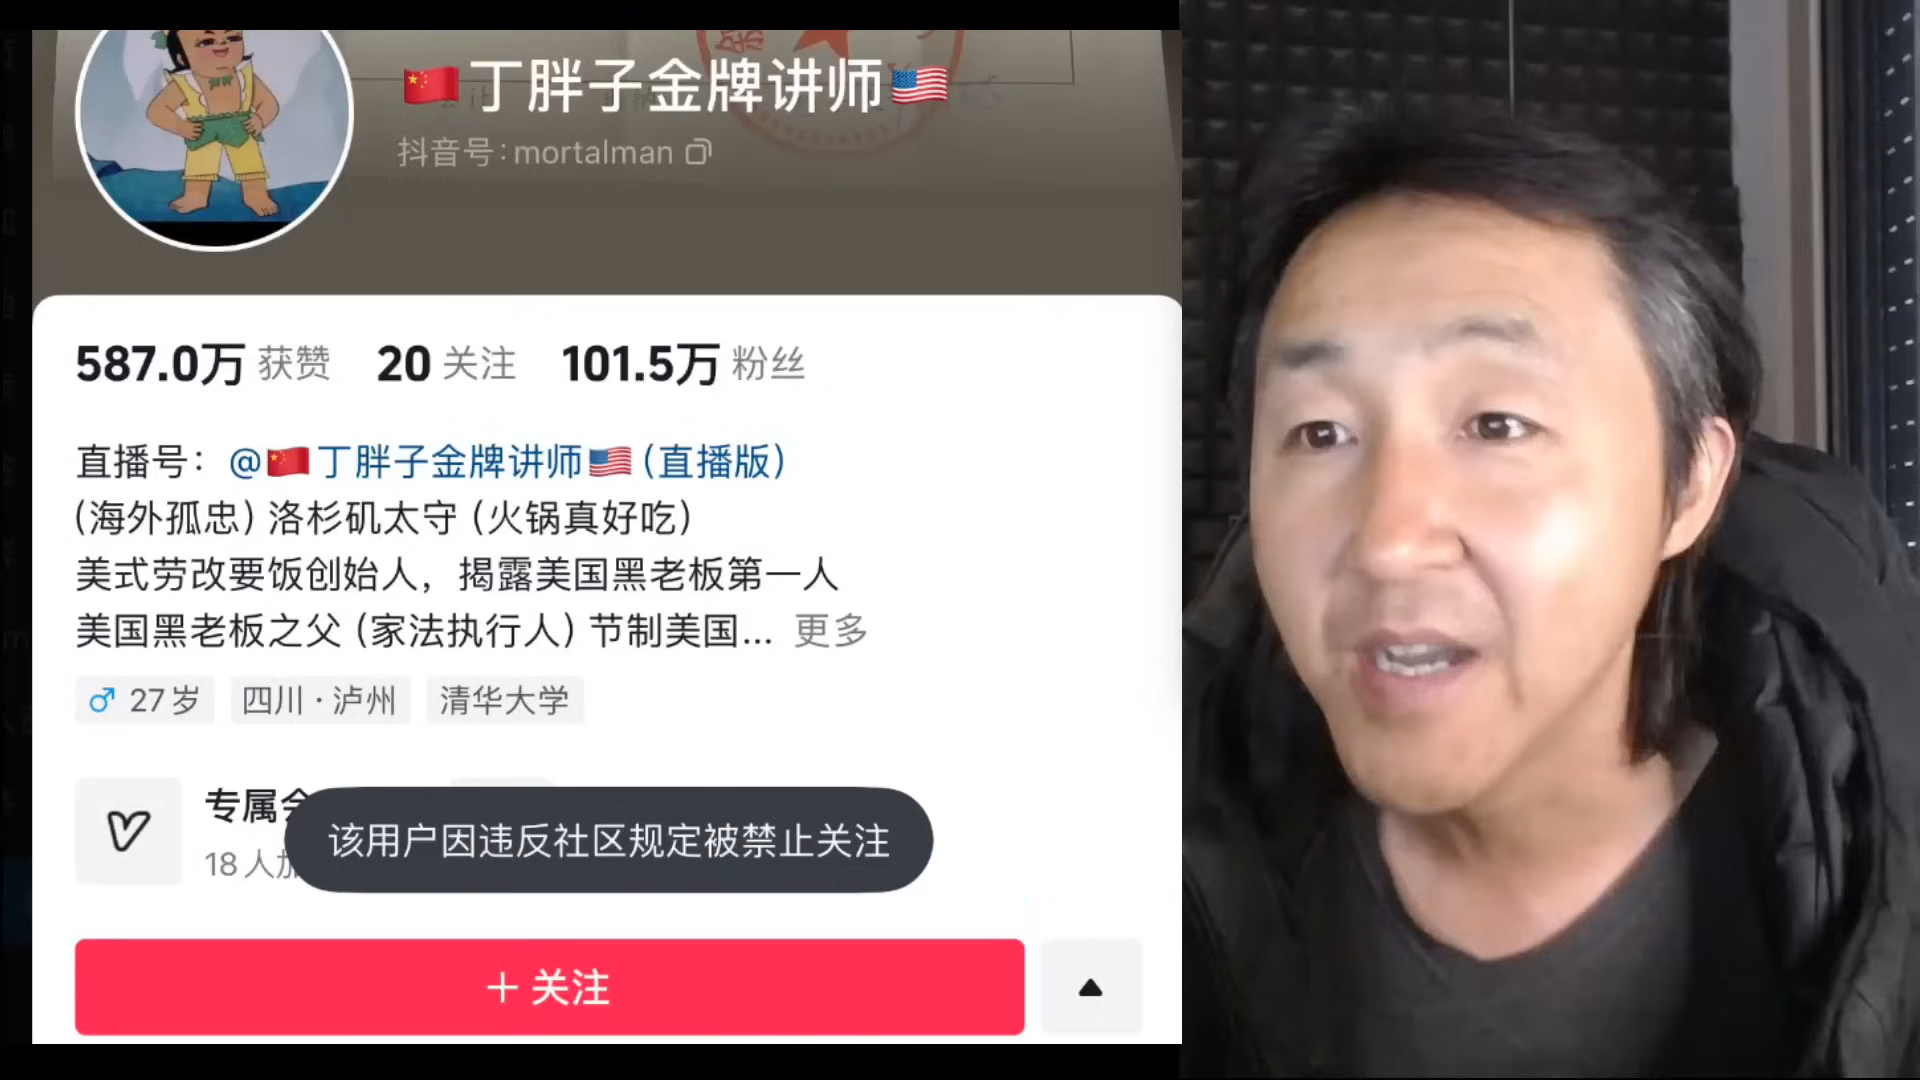 🇨🇳丁胖子金牌讲师🇺🇸
抖音号:mortalman
587.0万 获赞 20 关注 101.5万 粉丝
直播号：@🇨🇳丁胖子金牌讲师🇺🇸(直播版)
(海外孤忠) 洛杉矶太守 (火锅真好吃)
美式劳改要饭创始人，揭露美国黑老板第一人
美国黑老板之父 (家法执行人) 节制美国... 更多
♂ 27岁 四川·泸州 清华大学
专属
18人
该用户因违反社区规定被禁止关注
+ 关注